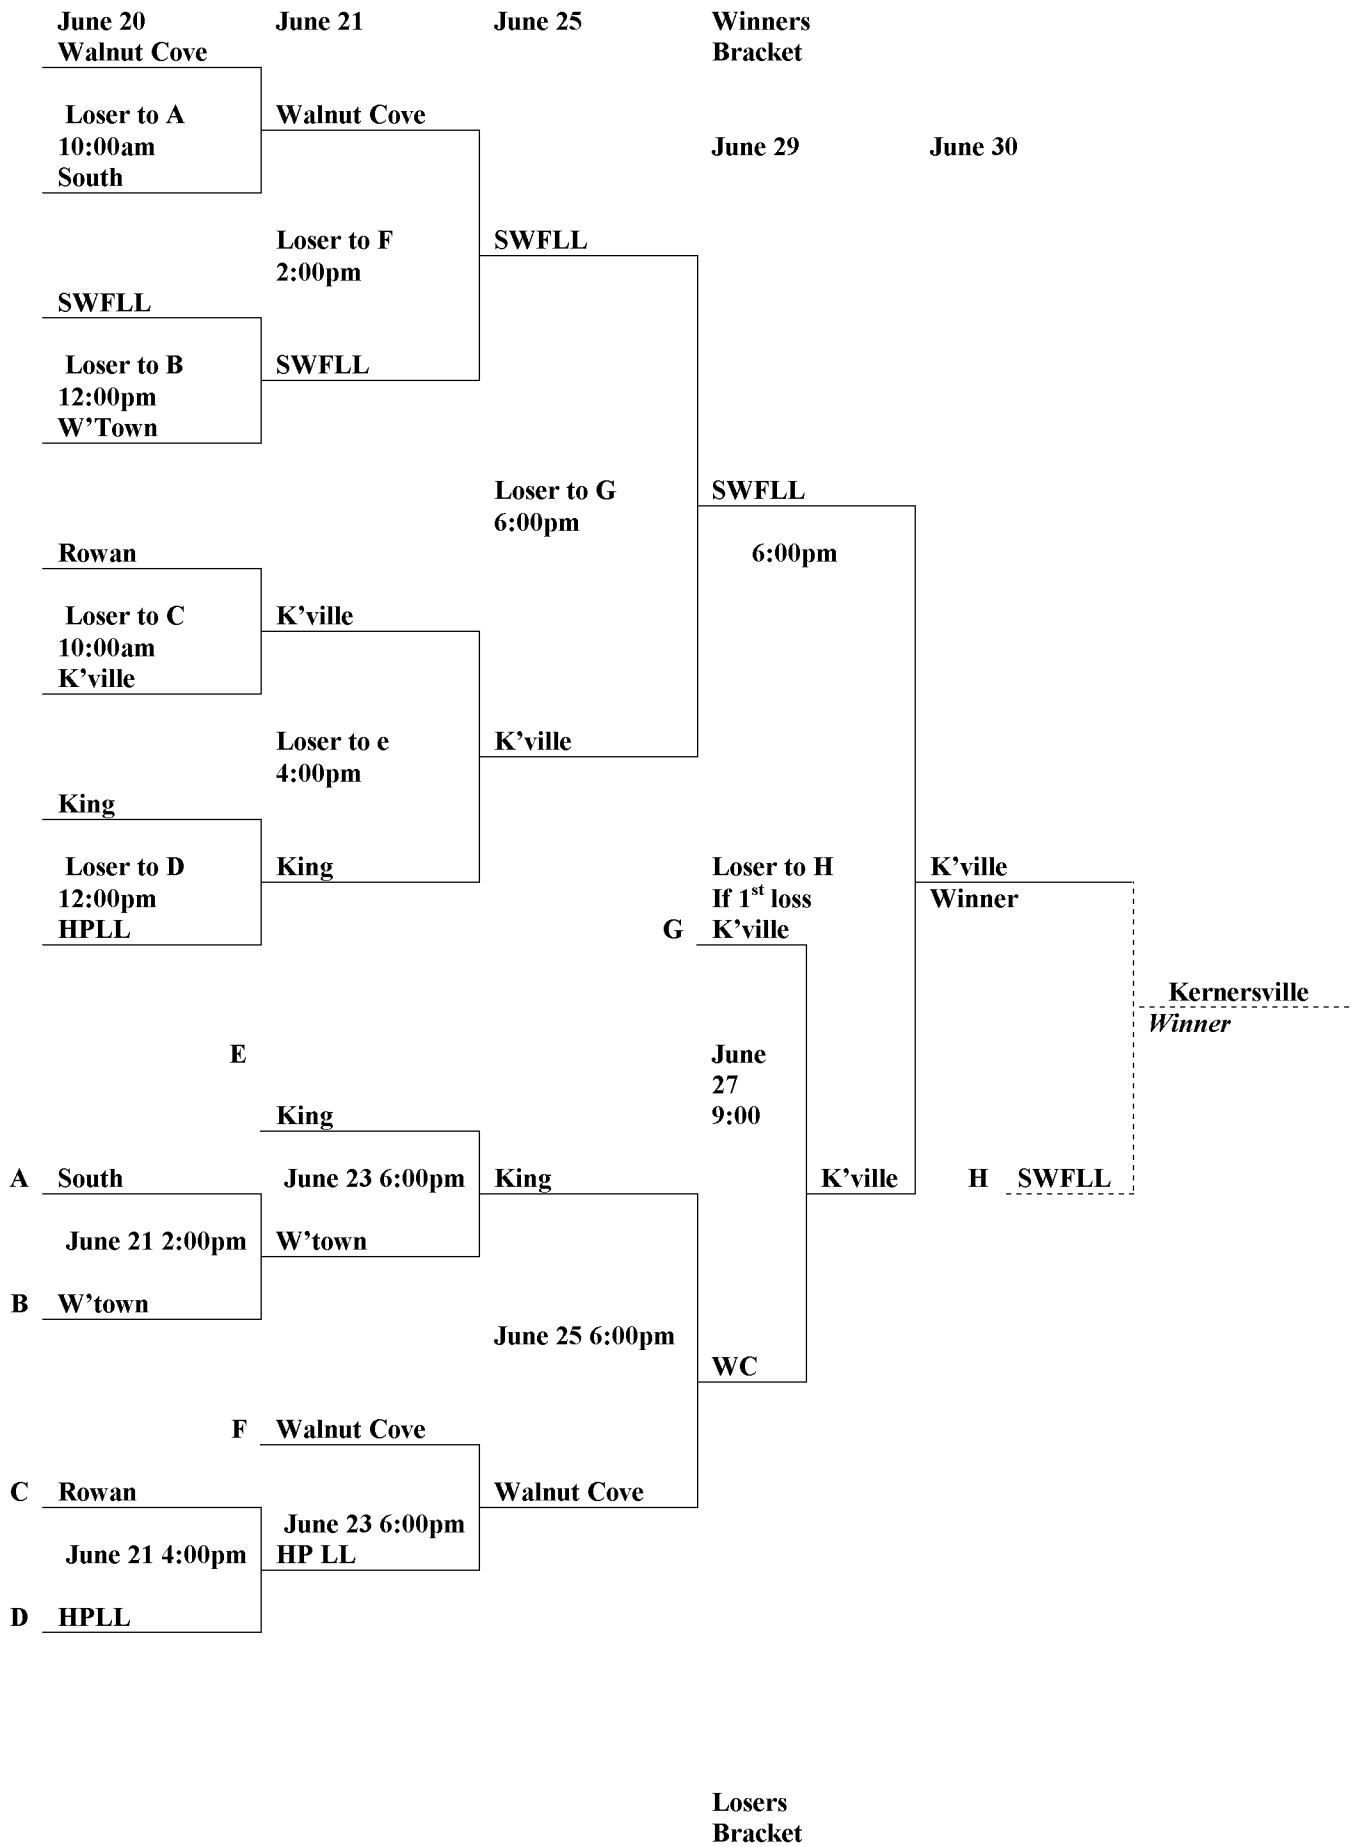 June 20
June 21
June 25
Winners
Bracket
Walnut Cove
Loser to A
10:00am
South
Walnut Cove
June 29
June 30
Loser to F
2:00pm
SWFLL
SWFLL
Loser to B
12:00pm
W’Town
SWFLL
Loser to G
6:00pm
SWFLL
6:00pm
Rowan
Loser to C
10:00am
K’ville
K’ville
Loser to e
4:00pm
K’ville
King
Loser to D
12:00pm
HPLL
King
Loser to H
If 1st loss
G K’ville
K’ville
Winner
Kernersville
Winner
E
June
27
9:00
King
A South
June 23 6:00pm
King
K’ville
H SWFLL
June 21 2:00pm
W’town
B W’town
June 25 6:00pm
WC
F Walnut Cove
C Rowan
Walnut Cove
June 23 6:00pm
June 21 4:00pm
HP LL
D HPLL
Losers
Bracket